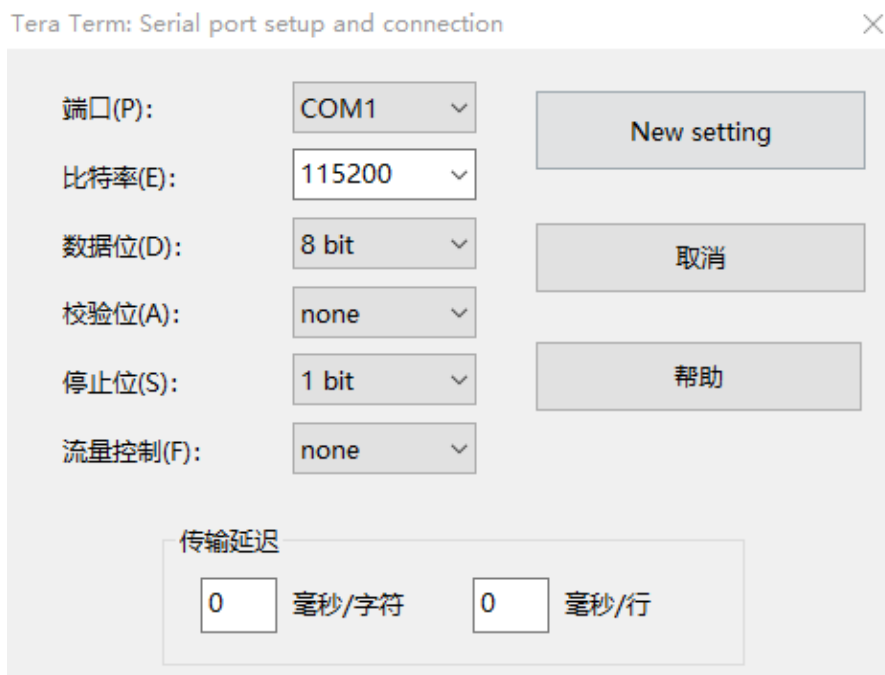 Tera Term: Serial port setup and connection
端口(P):
COM1
New setting
比特率(E):
115200
数据位(D):
8 bit
取消
校验位(A):
none
停止位(S):
1 bit
帮助
流量控制(F):
none
传输延迟
0 毫秒/字符
0 毫秒/行